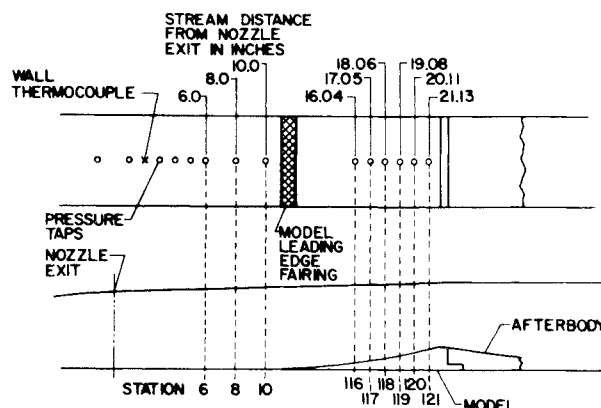 STREAM DISTANCE
FROM NOZZLE
EXIT IN INCHES
10.0
8.0
6.0
18.06
17.05
16.04
19.08
20.11
21.13
WALL
THERMOCOUPLE
PRESSURE
TAPS
NOZZLE
EXIT
MODEL
LEADING
EDGE
FAIRING
AFTERBODY
STATION 6 8 10 116 118 120
117 119 121
MODEL